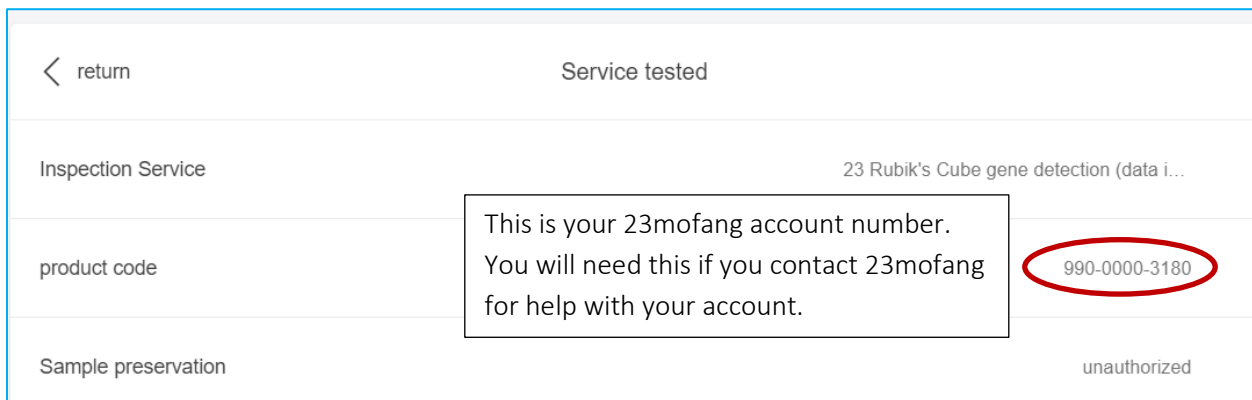 return
Service tested
Inspection Service
23 Rubik's Cube gene detection (data i...
This is your 23mofang account number.
You will need this if you contact 23mofang
for help with your account.
product code
990-0000-3180
Sample preservation
unauthorized